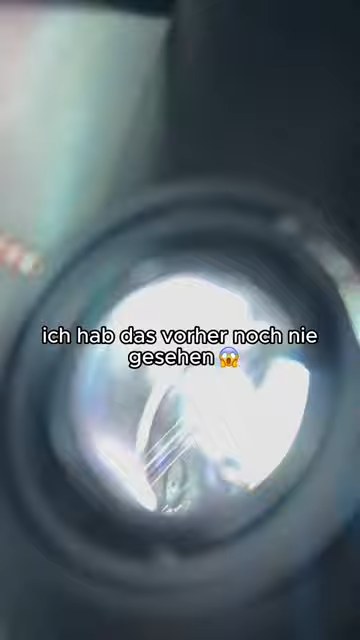 ich hab das vorher noch nie
gesehen 😱